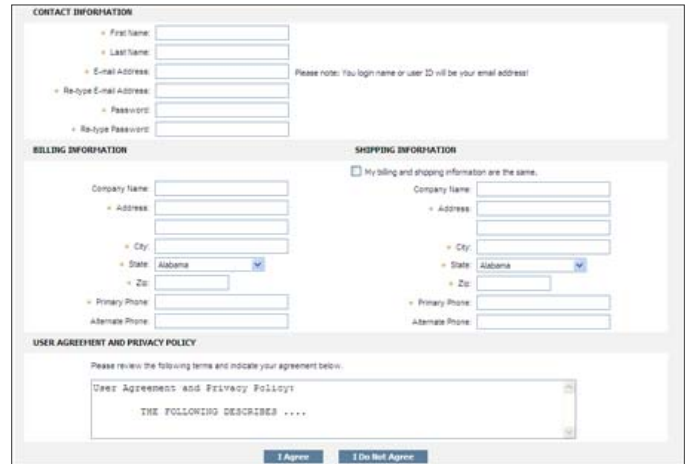 CONTACT INFORMATION
First Name:
Last Name:
E-mail Address:
Please note: You login name or user ID will be your email address!
Re-type E-mail Address:
Password:
Re-type Password:
BILLING INFORMATION
Company Name:
Address:
City:
State: Alabama
Zip:
Primary Phone:
Alternate Phone:
SHIPPING INFORMATION
My billing and shipping information are the same.
Company Name:
Address:
City:
State: Alabama
Zip:
Primary Phone:
Alternate Phone:
USER AGREEMENT AND PRIVACY POLICY
Please review the following terms and indicate your agreement below.
User Agreement and Privacy Policy:
THE FOLLOWING DESCRIBES ....
I Agree
I Do Not Agree